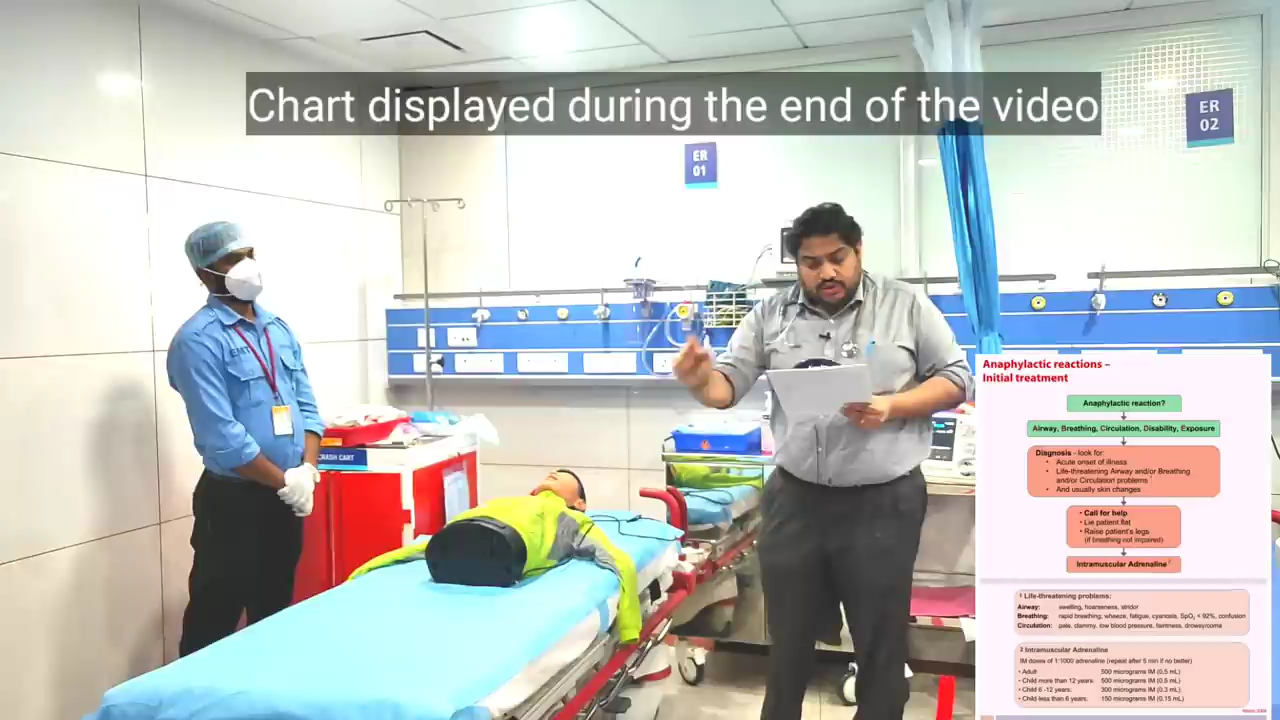 Chart displayed during the end of the video
ER
02
ER
01
EMT
CRASH CART
Anaphylactic reactions –
Initial treatment
Anaphylactic reaction?
Airway, Breathing, Circulation, Disability, Exposure
Diagnosis - look for:
• Acute onset of illness
• Life-threatening Airway and/or Breathing
and/or Circulation problems ¹
• And usually skin changes
• Call for help
• Lie patient flat
• Raise patient's legs
(if breathing not impaired)
Intramuscular Adrenaline ²
¹ Life-threatening problems:
Airway: swelling, hoarseness, stridor
Breathing: rapid breathing, wheeze, fatigue, cyanosis, SpO₂ < 92%, confusion
Circulation: pale, clammy, low blood pressure, faintness, drowsy/coma
² Intramuscular Adrenaline
IM doses of 1:1000 adrenaline (repeat after 5 min if no better)
• Adult 500 micrograms IM (0.5 mL)
• Child more than 12 years: 500 micrograms IM (0.5 mL)
• Child 6 -12 years: 300 micrograms IM (0.3 mL)
• Child less than 6 years: 150 micrograms IM (0.15 mL)